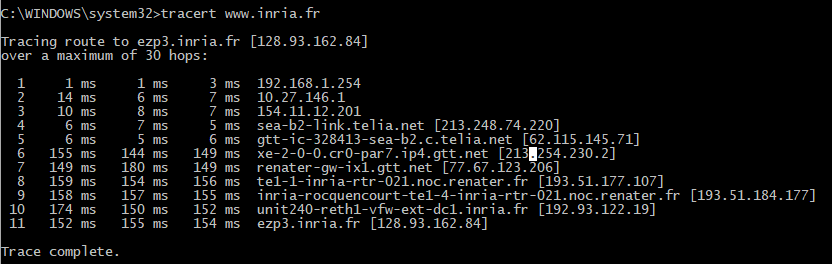 C:\WINDOWS\system32>tracert www.inria.fr
Tracing route to ezp3.inria.fr [128.93.162.84]
over a maximum of 30 hops:
1 1 ms 1 ms 3 ms 192.168.1.254
2 14 ms 6 ms 7 ms 10.27.146.1
3 10 ms 8 ms 7 ms 154.11.12.201
4 6 ms 7 ms 5 ms sea-b2-link.telia.net [213.248.74.220]
5 6 ms 5 ms 6 ms gtt-ic-328413-sea-b2.c.telia.net [62.115.145.71]
6 155 ms 144 ms 149 ms xe-2-0-0.cr0-par7.ip4.gtt.net [213.254.230.2]
7 149 ms 180 ms 149 ms renater-gw-ix1.gtt.net [77.67.123.206]
8 159 ms 154 ms 156 ms te1-1-inria-rtr-021.noc.renater.fr [193.51.177.107]
9 158 ms 157 ms 155 ms inria-rocquencourt-te1-4-inria-rtr-021.noc.renater.fr [193.51.184.177]
10 174 ms 150 ms 152 ms unit240-reth1-vfw-ext-dc1.inria.fr [192.93.122.19]
11 152 ms 155 ms 154 ms ezp3.inria.fr [128.93.162.84]
Trace complete.